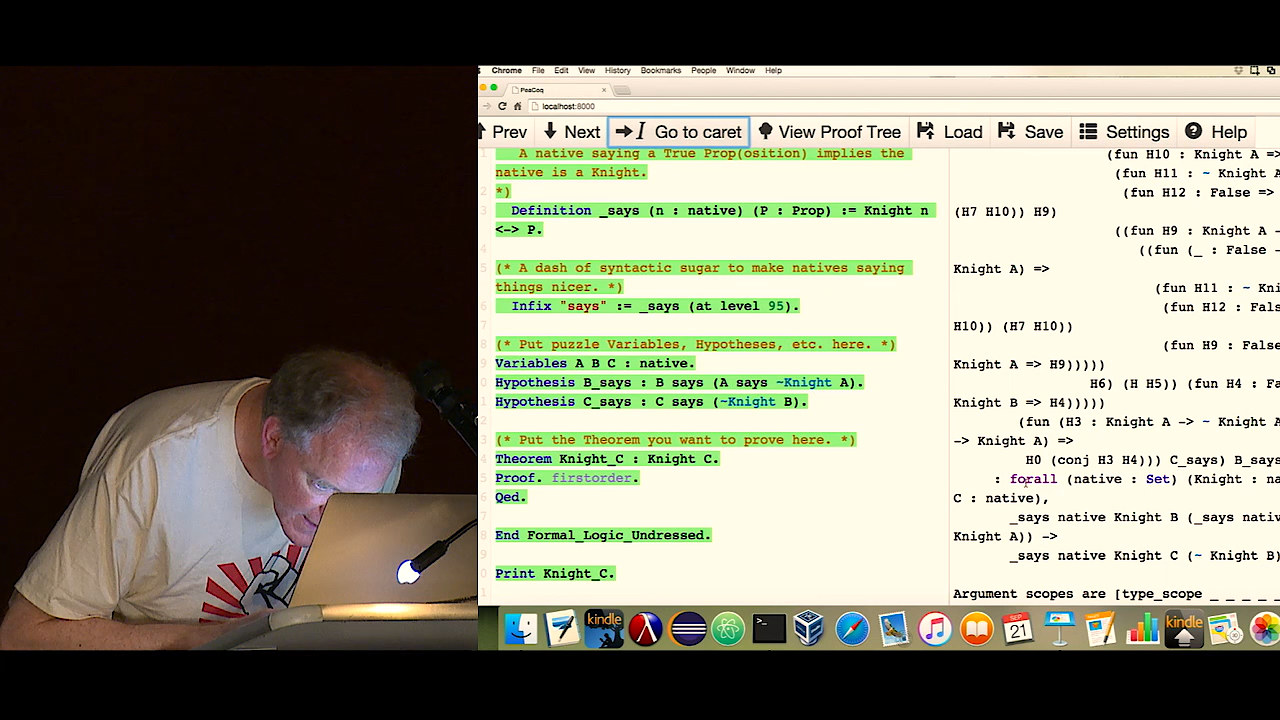 Chrome File Edit View History Bookmarks People Window Help
PeaCoq
localhost:8000
Prev Next Go to caret View Proof Tree Load Save Settings Help
A native saying a True Prop(osition) implies the
native is a Knight.
*)
Definition _says (n : native) (P : Prop) := Knight n
<-> P.
(* A dash of syntactic sugar to make natives saying
things nicer. *)
Infix "says" := _says (at level 95).
(* Put puzzle Variables, Hypotheses, etc. here. *)
Variables A B C : native.
Hypothesis B_says : B says (A says ~Knight A).
Hypothesis C_says : C says (~Knight B).
(* Put the Theorem you want to prove here. *)
Theorem Knight_C : Knight C.
Proof. firstorder.
Qed.
End Formal_Logic_Undressed.
Print Knight_C.
(fun H10 : Knight A =>
(fun H11 : ~ Knight A
(fun H12 : False =>
(H7 H10)) H9)
((fun H9 : Knight A -
((fun (_ : False
Knight A) =>
(fun H11 : ~ Kni
(fun H12 : Fals
H10)) (H7 H10))
(fun H9 : False
Knight A => H9)))))
H6) (H H5)) (fun H4 : F
Knight B => H4)))))
(fun (H3 : Knight A -> ~ Knight A
-> Knight A) =>
H0 (conj H3 H4))) C_says) B_says
: forall (native : Set) (Knight : na
C : native),
_says native Knight B (_says nativ
Knight A)) ->
_says native Knight C (~ Knight B)
Argument scopes are [type_scope _ _ _ _ _
kindle
SEP
21
kindle